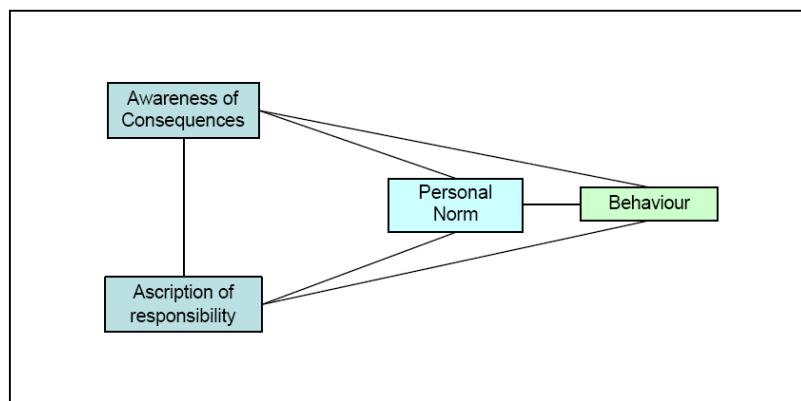 Awareness of
Consequences
Personal
Norm
Behaviour
Ascription of
responsibility